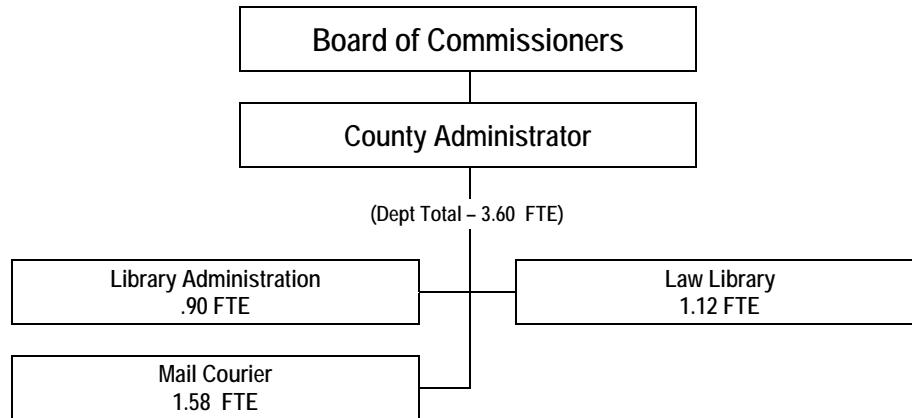 Board of Commissioners
County Administrator
(Dept Total – 3.60 FTE)
Library Administration
.90 FTE
Law Library
1.12 FTE
Mail Courier
1.58 FTE